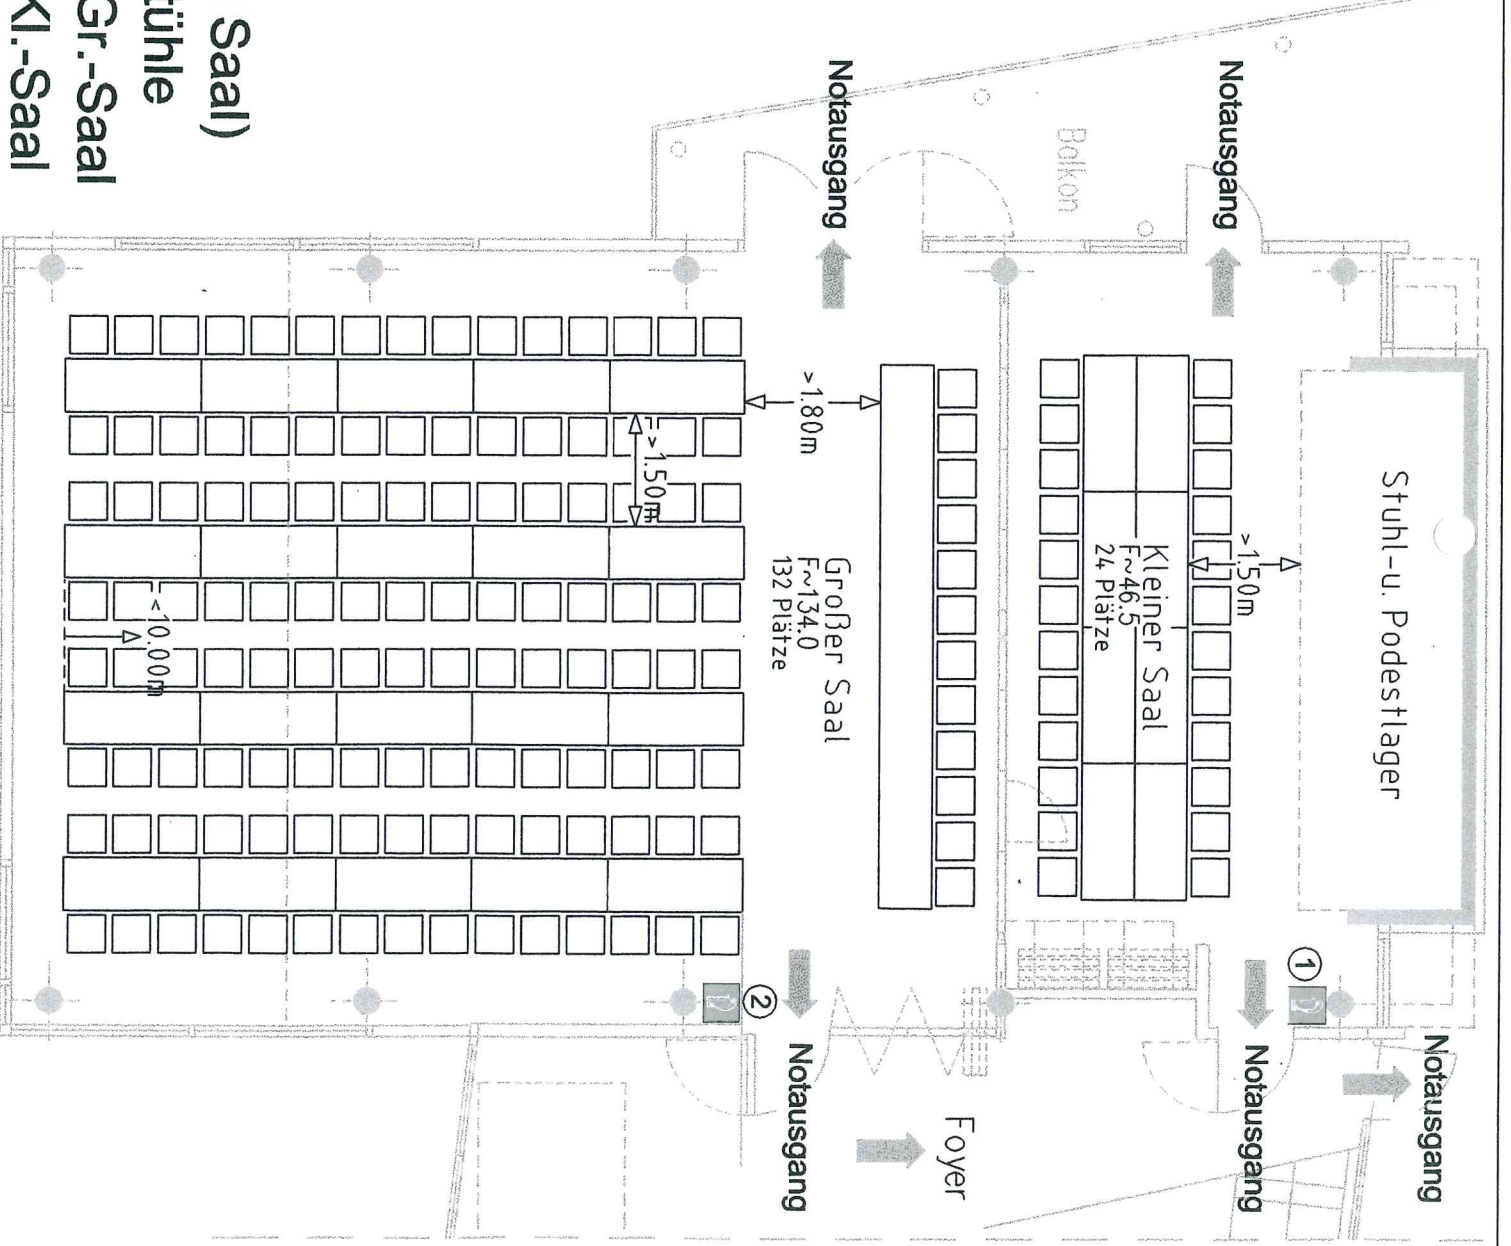 Saal)
tühle
Gr.-Saal
Kl.-Saal
Notausgang
Notausgang
Balkon
Stuhl-u. Podestlager
>1.50m
Kleiner Saal
F~46.5
24 Plätze
>1.80m
Großer Saal
F~134.0
132 Plätze
>1.50m
<10.00m
1
2
Notausgang
Notausgang
Notausgang
Foyer